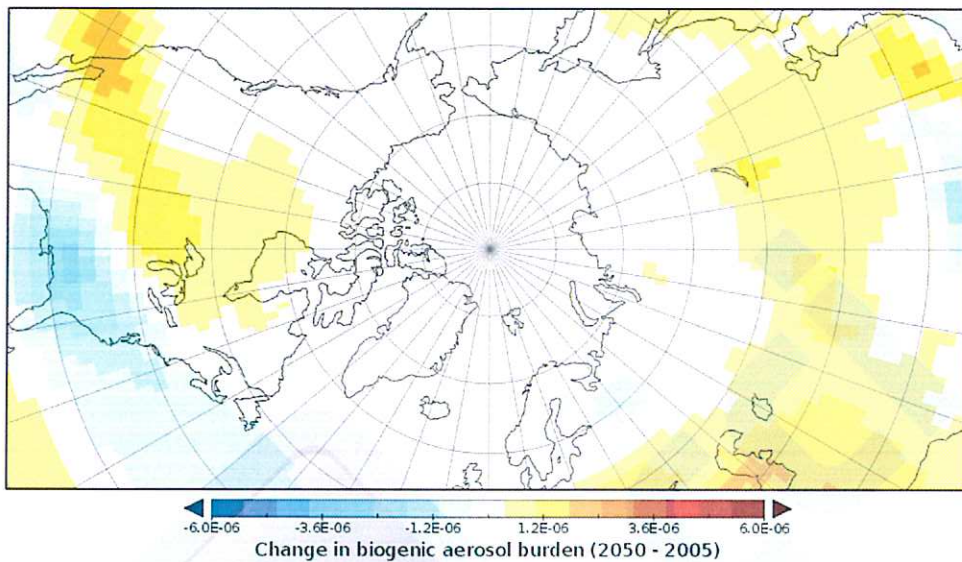 -6.0E-06 -3.6E-06 -1.2E-06 1.2E-06 3.6E-06 6.0E-06
Change in biogenic aerosol burden (2050 - 2005)